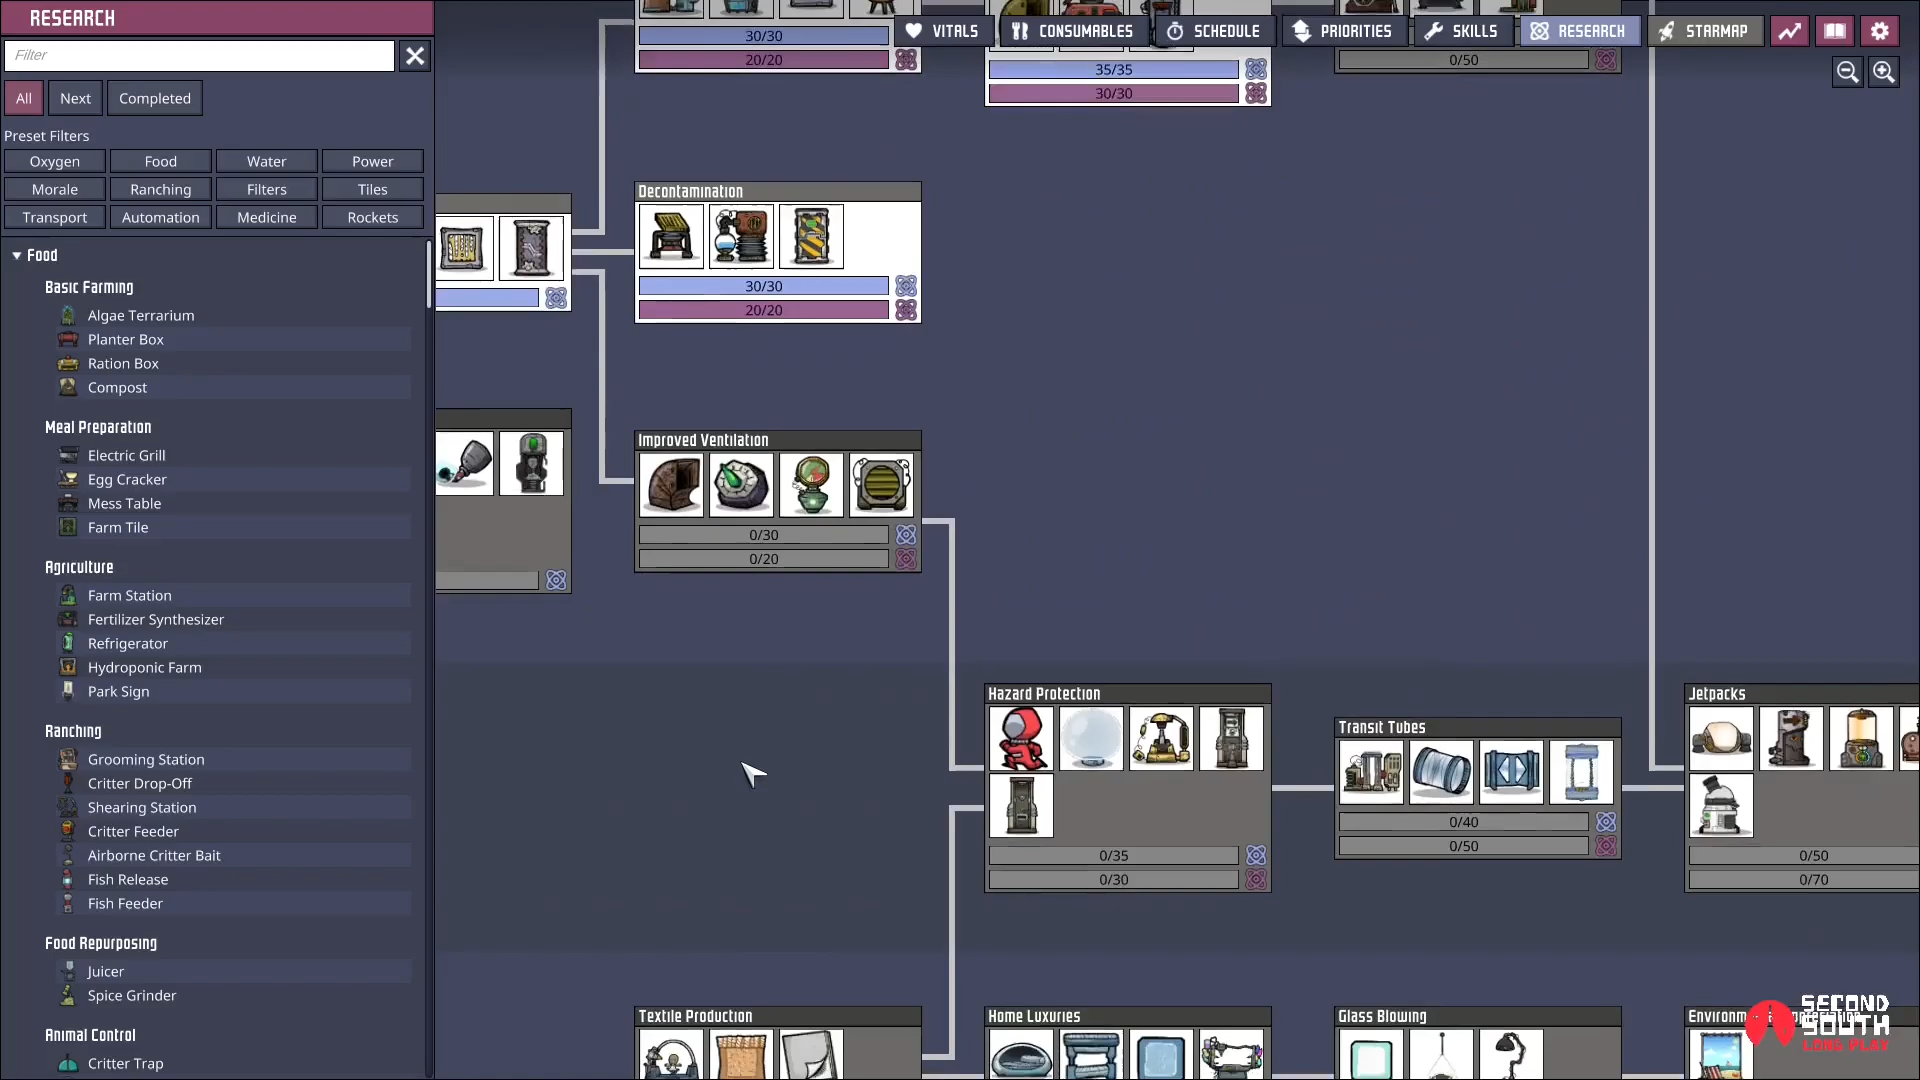 RESEARCH
VITALS
CONSUMABLES
SCHEDULE
PRIORITIES
SKILLS
RESEARCH
STARMAP
Filter
All
Next
Completed
Preset Filters
Oxygen
Food
Water
Power
Morale
Ranching
Filters
Tiles
Transport
Automation
Medicine
Rockets
Food
Basic Farming
Algae Terrarium
Planter Box
Ration Box
Compost
Meal Preparation
Electric Grill
Egg Cracker
Mess Table
Farm Tile
Agriculture
Farm Station
Fertilizer Synthesizer
Refrigerator
Hydroponic Farm
Park Sign
Ranching
Grooming Station
Critter Drop-Off
Shearing Station
Critter Feeder
Airborne Critter Bait
Fish Release
Fish Feeder
Food Repurposing
Juicer
Spice Grinder
Animal Control
Critter Trap
30/30
20/20
35/35
30/30
0/50
Decontamination
30/30
20/20
Improved Ventilation
0/30
0/20
Hazard Protection
0/35
0/30
Transit Tubes
0/40
0/50
Jetpacks
0/50
0/70
Textile Production
Home Luxuries
Glass Blowing
SECOND
SOUTH
LONG PLAY